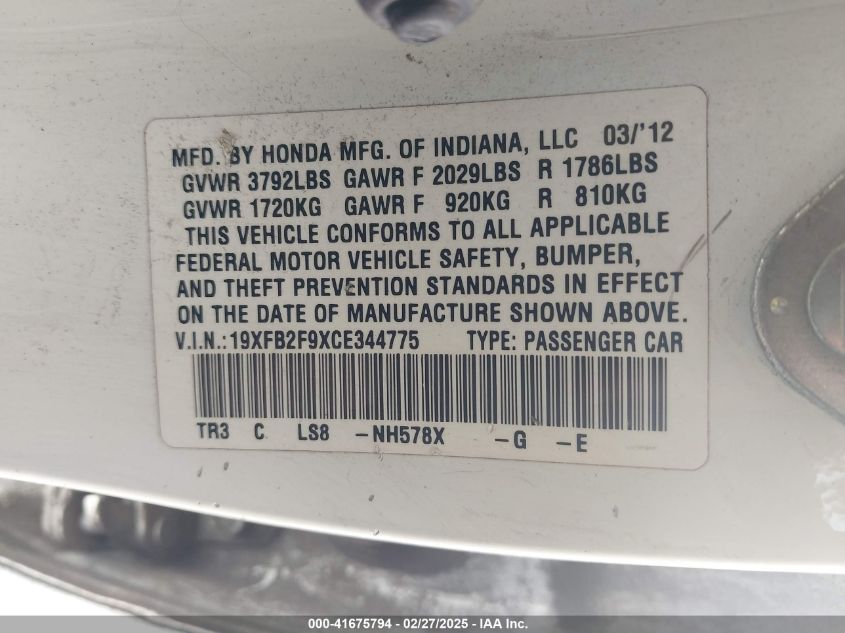 MFD. BY HONDA MFG. OF INDIANA, LLC 03/'12
GVWR 3792LBS GAWR F 2029LBS R 1786LBS
GVWR 1720KG GAWR F 920KG R 810KG
THIS VEHICLE CONFORMS TO ALL APPLICABLE
FEDERAL MOTOR VEHICLE SAFETY, BUMPER,
AND THEFT PREVENTION STANDARDS IN EFFECT
ON THE DATE OF MANUFACTURE SHOWN ABOVE.
V.I.N.:19XFB2F9XCE344775 TYPE: PASSENGER CAR
TR3 C LS8 -NH578X -G -E
000-41675794 - 02/27/2025 - IAA Inc.